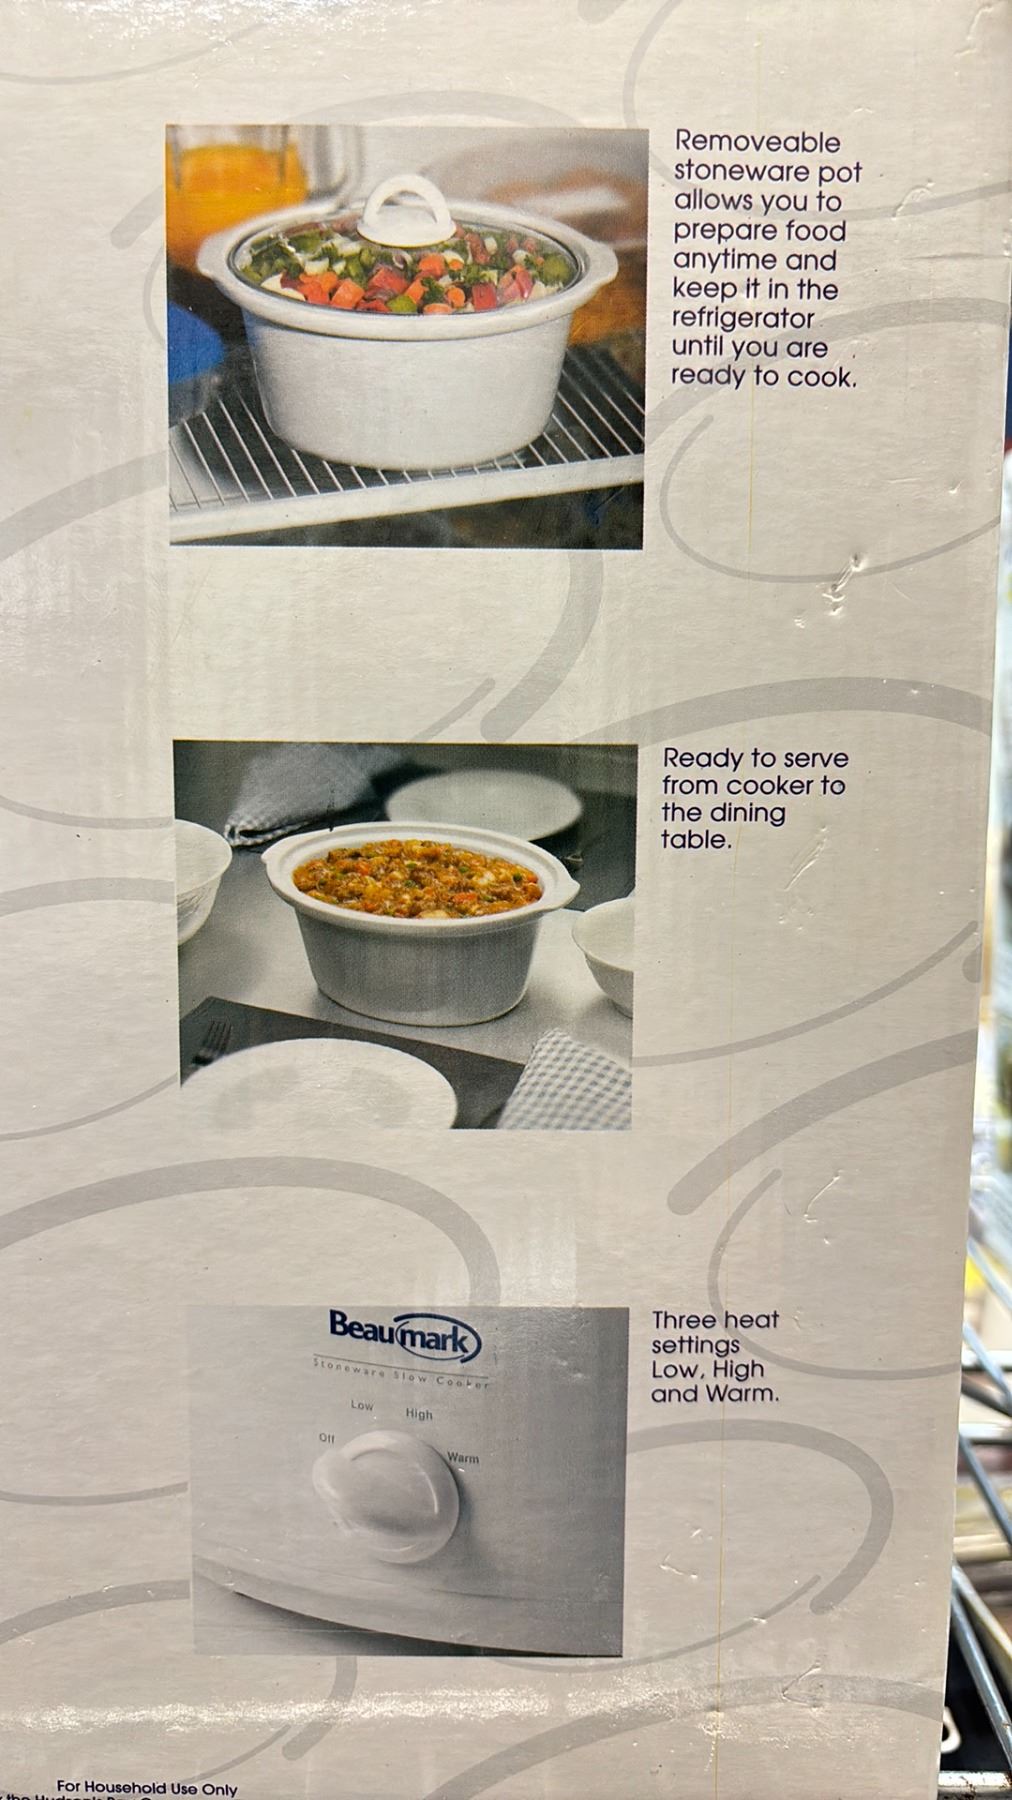 Removeable
stoneware pot
allows you to
prepare food
anytime and
keep it in the
refrigerator
until you are
ready to cook.
Ready to serve
from cooker to
the dining
table.
Beaumark
Stoneware Slow Cooker
Low
High
Off
Warm
Three heat
settings
Low, High
and Warm.
For Household Use Only